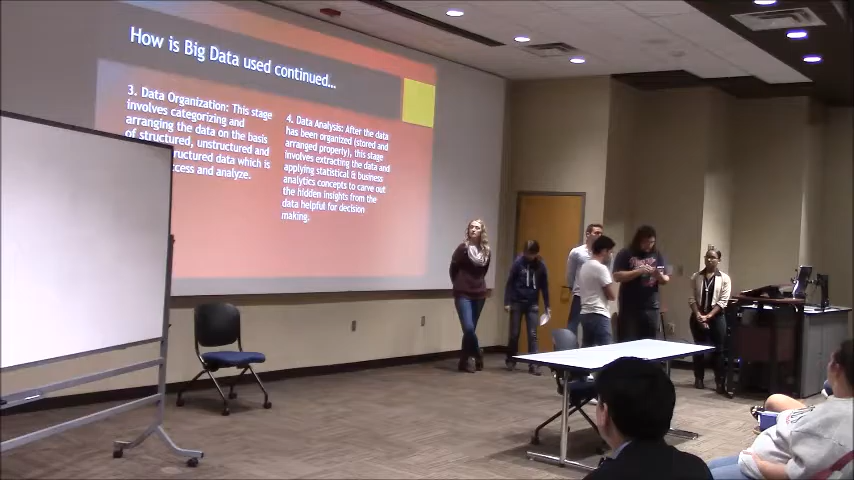 How is Big Data used continued...
3. Data Organization: This stage
involves categorizing and
arranging the data on the basis
of structured, unstructured and
structured data which is
access and analyze.
4. Data Analysis: After the data
has been organized (stored and
arranged properly), this stage
involves extracting the data and
applying statistical & business
analytics concepts to carve out
the hidden insights from the
data helpful for decision
making.